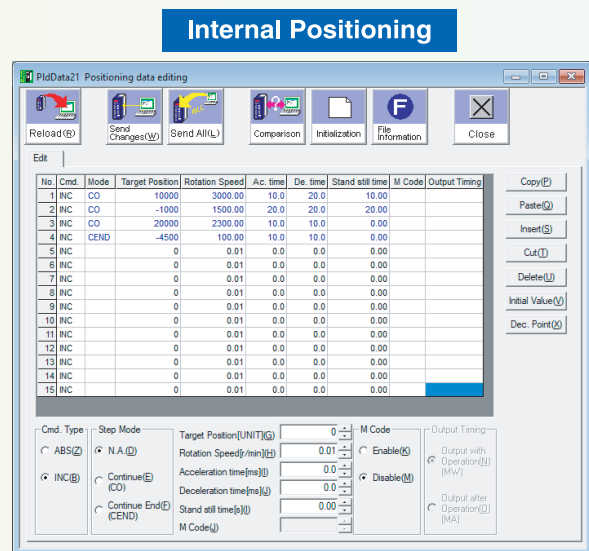 Internal Positioning
PldData21 Positioning data editing
Reload(R) Send Changes(W) Send All(L) Comparison Initialization File Information Close
Edit
No. Cmd. Mode Target Position Rotation Speed Ac. time De. time Stand still time M Code Output Timing
1 INC CO 10000 3000.00 10.0 20.0 10.00
2 INC CO -1000 1500.00 20.0 20.0 20.00
3 INC CO 20000 2300.00 10.0 10.0 0.00
4 INC CEND -4500 100.00 10.0 10.0 0.00
5 INC 0 0.01 0.0 0.0 0.00
6 INC 0 0.01 0.0 0.0 0.00
7 INC 0 0.01 0.0 0.0 0.00
8 INC 0 0.01 0.0 0.0 0.00
9 INC 0 0.01 0.0 0.0 0.00
10 INC 0 0.01 0.0 0.0 0.00
11 INC 0 0.01 0.0 0.0 0.00
12 INC 0 0.01 0.0 0.0 0.00
13 INC 0 0.01 0.0 0.0 0.00
14 INC 0 0.01 0.0 0.0 0.00
15 INC 0 0.01 0.0 0.0 0.00
Copy(P)
Paste(Q)
Insert(S)
Cut(T)
Delete(U)
Initial Value(V)
Dec. Point(X)
Cmd. Type
ABS(Z)
INC(B)
Step Mode
N.A.(D)
Continue(E)
(CO)
Continue End(F)
(CEND)
Target Position[UNIT](G) 0
Rotation Speed[r/min](H) 0.01
Acceleration time[ms](I) 0.0
Deceleration time[ms](J) 0.0
Stand still time[s](I) 0.00
M Code(J)
M Code
Enable(K)
Disable(M)
Output Timing
Output with
Operation(N)
(MW)
Output after
Operation(O)
(MA)